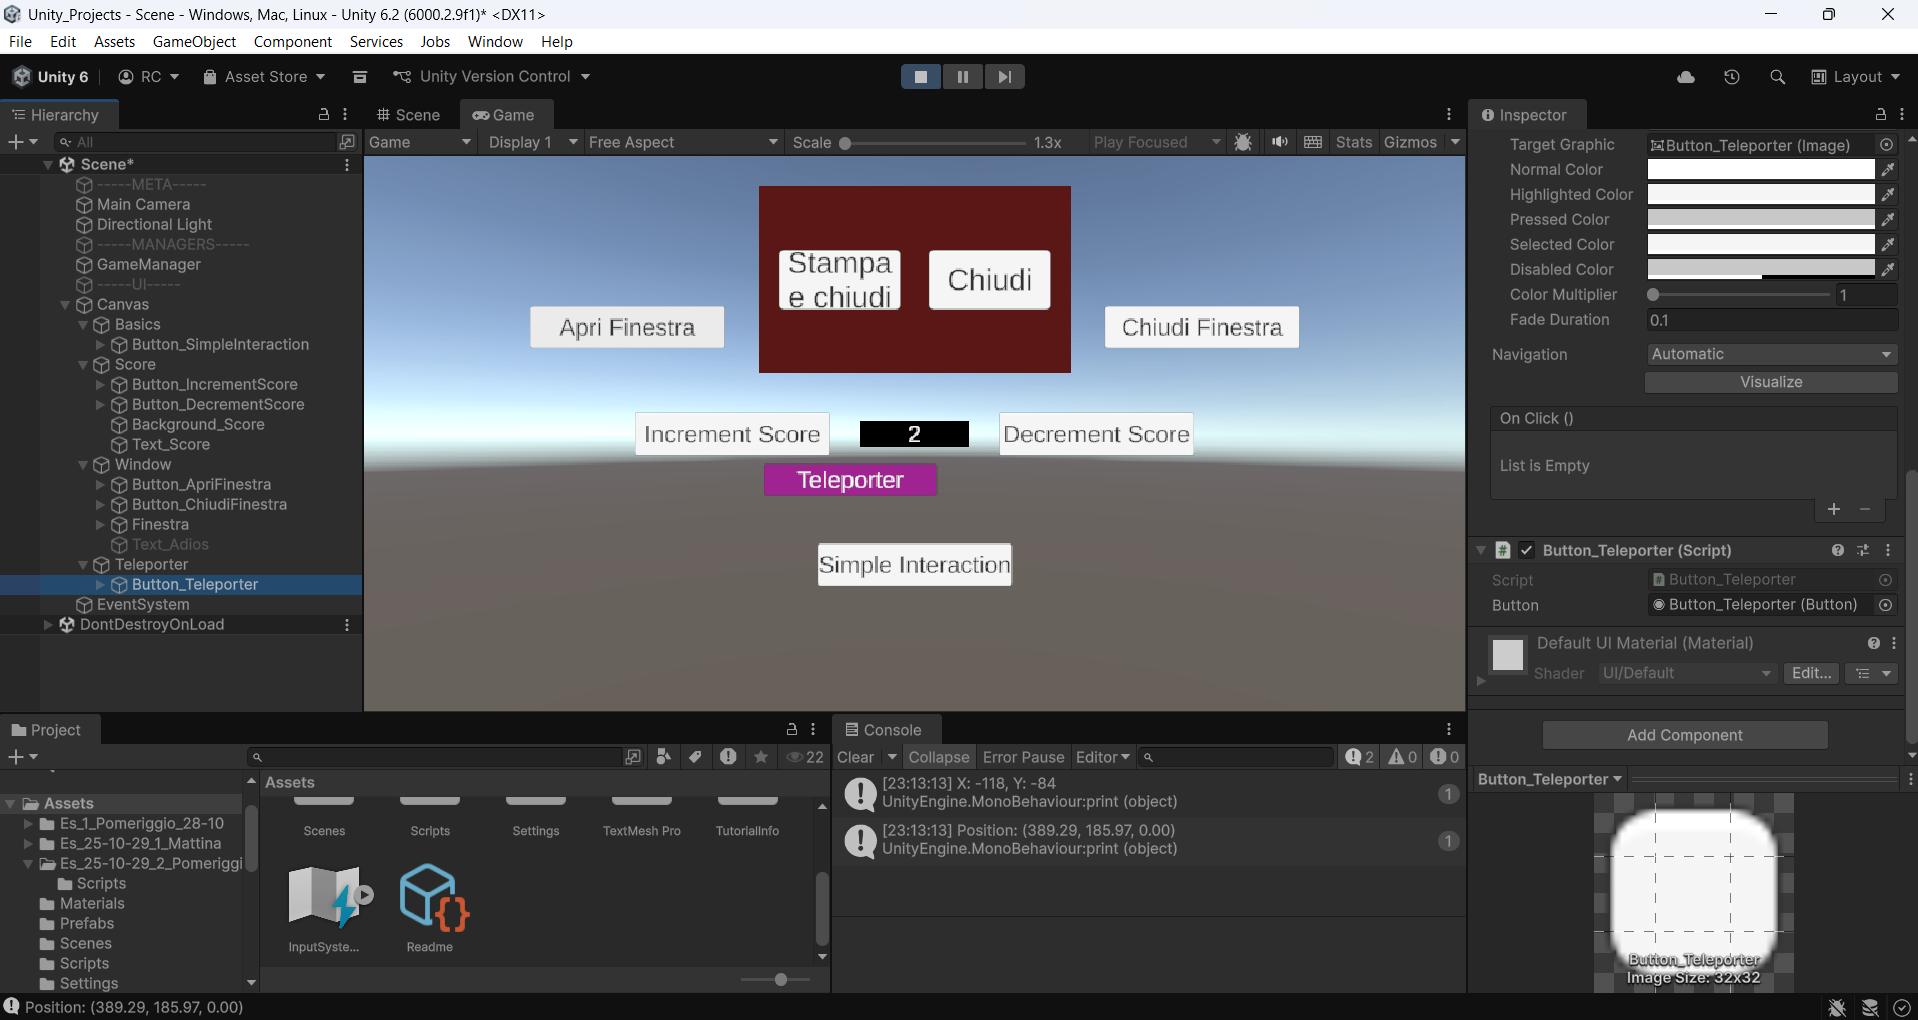 Unity_Projects - Scene - Windows, Mac, Linux - Unity 6.2 (6000.2.9f1)* <DX11>
File Edit Assets GameObject Component Services Jobs Window Help
Unity 6 RC Asset Store Unity Version Control Layout
Hierarchy
All
Scene*
-----META-----
Main Camera
Directional Light
-----MANAGERS-----
GameManager
-----UI-----
Canvas
Basics
Button_SimpleInteraction
Score
Button_IncrementScore
Button_DecrementScore
Background_Score
Text_Score
Window
Button_ApriFinestra
Button_ChiudiFinestra
Finestra
Text_Adios
Teleporter
Button_Teleporter
EventSystem
DontDestroyOnLoad
Scene Game
Game Display 1 Free Aspect Scale 1.3x Play Focused Stats Gizmos
Stampa
e chiudi
Chiudi
Apri Finestra
Chiudi Finestra
Increment Score
2
Decrement Score
Teleporter
Simple Interaction
Inspector
Target Graphic Button_Teleporter (Image)
Normal Color
Highlighted Color
Pressed Color
Selected Color
Disabled Color
Color Multiplier 1
Fade Duration 0.1
Navigation Automatic
Visualize
On Click ()
List is Empty
Button_Teleporter (Script)
Script Button_Teleporter
Button Button_Teleporter (Button)
Default UI Material (Material)
Shader UI/Default Edit...
Add Component
Button_Teleporter
Button_Teleporter
Image Size: 32x32
Project
22
Assets
Es_1_Pomeriggio_28-10
Es_25-10-29_1_Mattina
Es_25-10-29_2_Pomeriggi
Scripts
Materials
Prefabs
Scenes
Scripts
Settings
Assets
Scenes Scripts Settings TextMesh Pro TutorialInfo
InputSyste... Readme
Console
Clear Collapse Error Pause Editor 2 0 0
[23:13:13] X: -118, Y: -84
UnityEngine.MonoBehaviour:print (object)
1
[23:13:13] Position: (389.29, 185.97, 0.00)
UnityEngine.MonoBehaviour:print (object)
1
Position: (389.29, 185.97, 0.00)